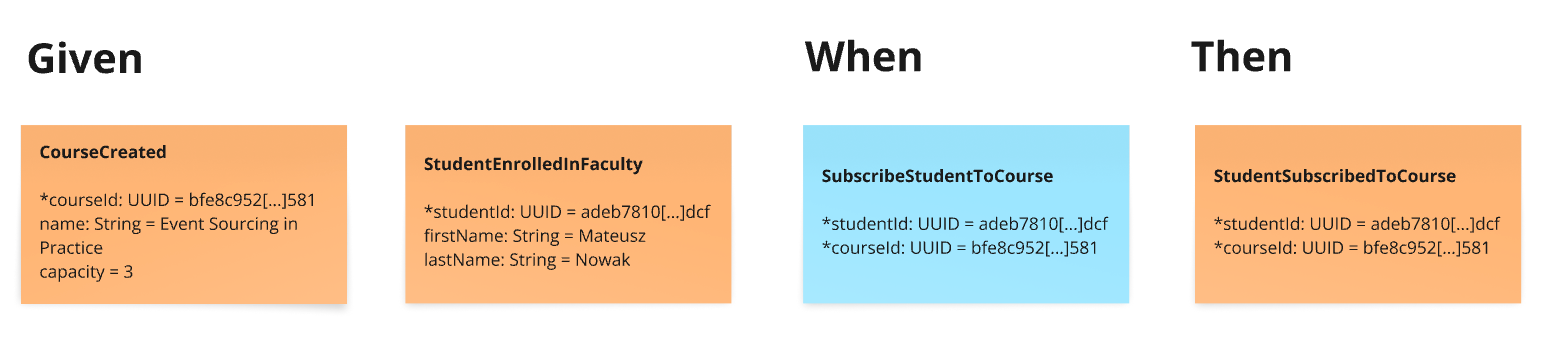 Given
When
Then
CourseCreated
*courseId: UUID = bfe8c952[...]581
name: String = Event Sourcing in
Practice
capacity = 3
StudentEnrolledInFaculty
*studentId: UUID = adeb7810[...]dcf
firstName: String = Mateusz
lastName: String = Nowak
SubscribeStudentToCourse
*studentId: UUID = adeb7810[...]dcf
*courseId: UUID = bfe8c952[...]581
StudentSubscribedToCourse
*studentId: UUID = adeb7810[...]dcf
*courseId: UUID = bfe8c952[...]581